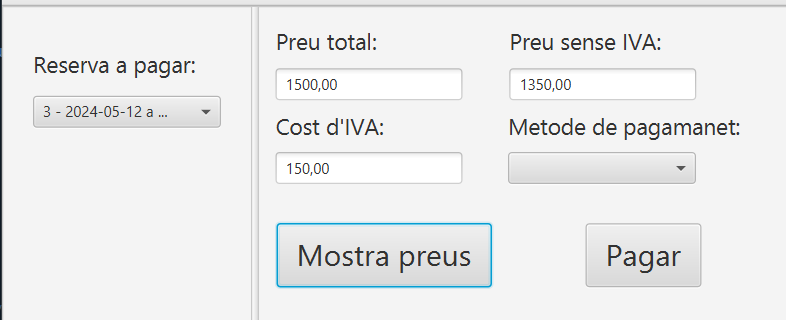 Reserva a pagar:
3 - 2024-05-12 a ...
Preu total:
1500,00
Preu sense IVA:
1350,00
Cost d'IVA:
150,00
Metode de pagamanet:
Mostra preus
Pagar